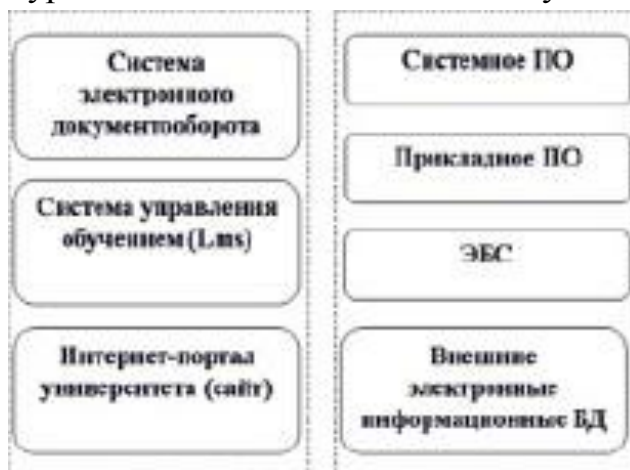 Система
электронного
документооборота
Система управления
обучением (Lms)
Интернет-портал
университета (сайт)
Системное ПО
Прикладное ПО
ЭБС
Внешние
электронные
информационные БД